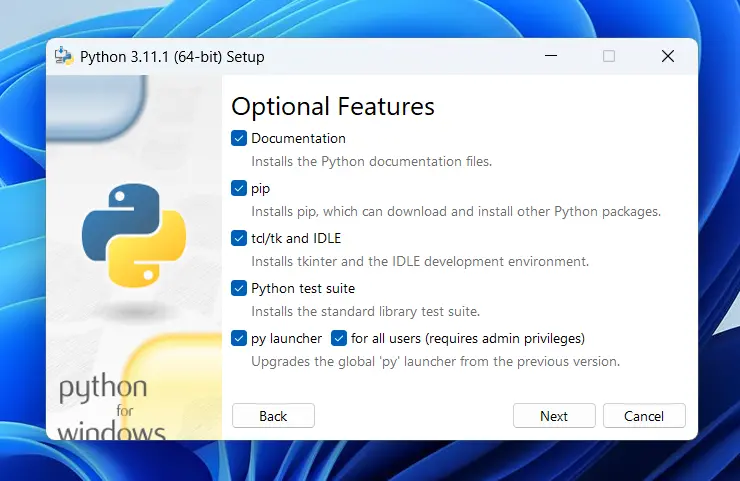 Python 3.11.1 (64-bit) Setup
Optional Features
Documentation
Installs the Python documentation files.
pip
Installs pip, which can download and install other Python packages.
tcl/tk and IDLE
Installs tkinter and the IDLE development environment.
Python test suite
Installs the standard library test suite.
py launcher for all users (requires admin privileges)
Upgrades the global 'py' launcher from the previous version.
python
for
windows
Back Next Cancel